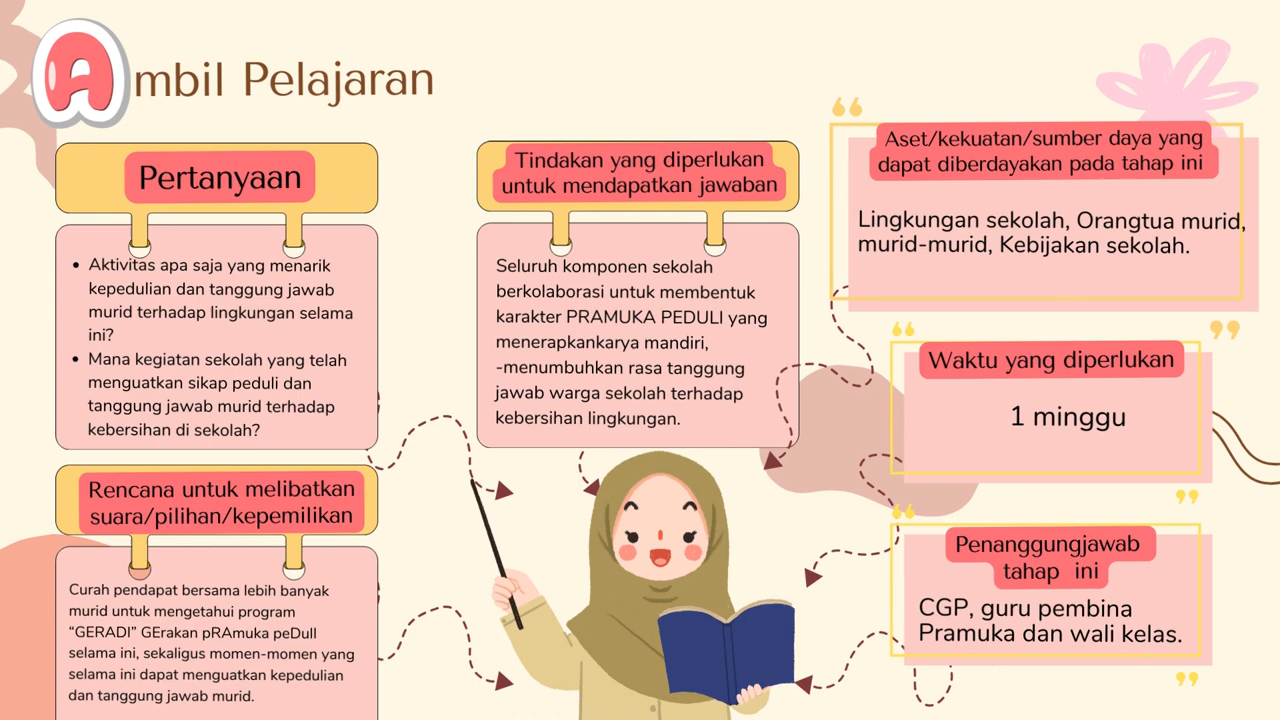 Ambil Pelajaran
Pertanyaan
• Aktivitas apa saja yang menarik
kepedulian dan tanggung jawab
murid terhadap lingkungan selama
ini?
• Mana kegiatan sekolah yang telah
menguatkan sikap peduli dan
tanggung jawab murid terhadap
kebersihan di sekolah?
Rencana untuk melibatkan
suara/pilihan/kepemilikan
Curah pendapat bersama lebih banyak
murid untuk mengetahui program
“GERADI” GErakan pRAmuka peDulI
selama ini, sekaligus momen-momen yang
selama ini dapat menguatkan kepedulian
dan tanggung jawab murid.
Tindakan yang diperlukan
untuk mendapatkan jawaban
Seluruh komponen sekolah
berkolaborasi untuk membentuk
karakter PRAMUKA PEDULI yang
menerapkankarya mandiri,
-menumbuhkan rasa tanggung
jawab warga sekolah terhadap
kebersihan lingkungan.
Aset/kekuatan/sumber daya yang
dapat diberdayakan pada tahap ini
Lingkungan sekolah, Orangtua murid,
murid-murid, Kebijakan sekolah.
Waktu yang diperlukan
1 minggu
Penanggungjawab
tahap ini
CGP, guru pembina
Pramuka dan wali kelas.